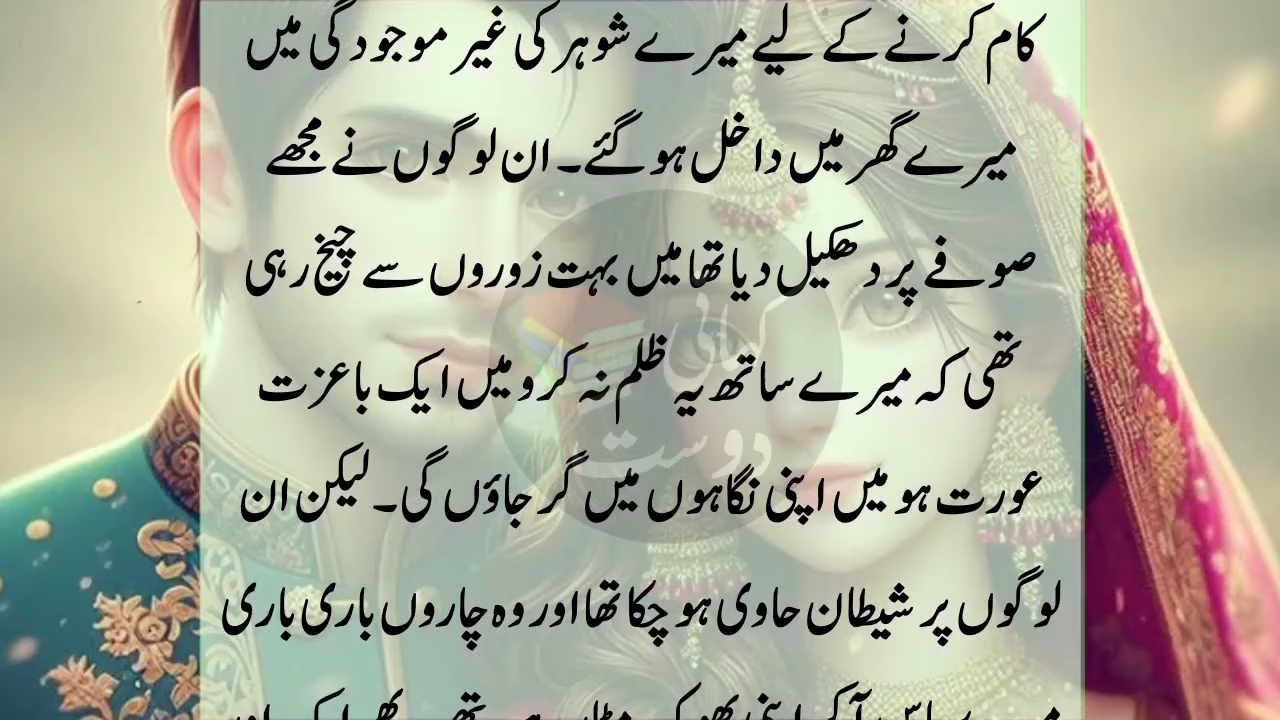 کام کرنے کے لیے میرے شوہر کی غیر موجودگی میں
میرے گھر میں داخل ہو گئے۔ ان لوگوں نے مجھے
صوفے پر دھکیل دیا تھا میں بہت زوروں سے چیخ رہی
تھی کہ میرے ساتھ یہ ظلم نہ کرو میں ایک باعزت
عورت ہو میں اپنی نگاہوں میں گر جاؤں گی۔ لیکن ان
لوگوں پر شیطان حاوی ہو چکا تھا اور وہ چاروں باری باری
کہانی
دوست